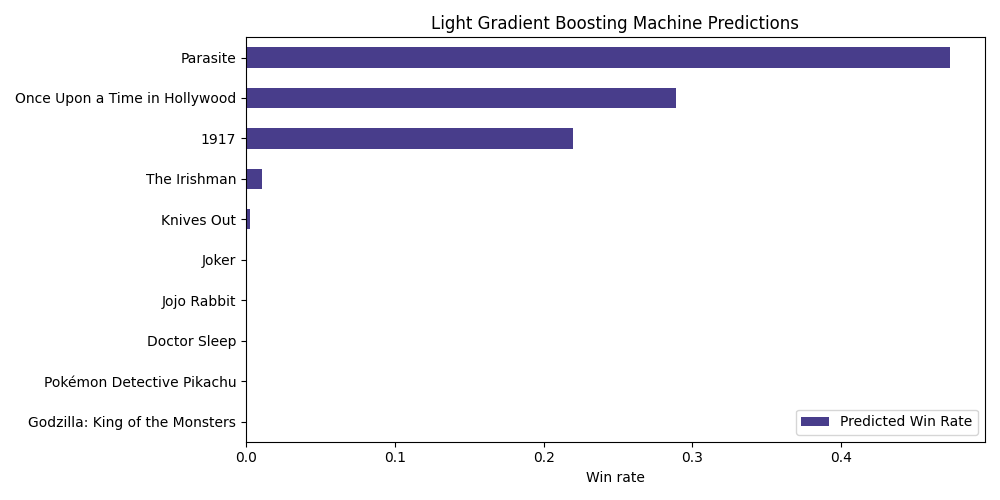 Light Gradient Boosting Machine Predictions
Parasite
Once Upon a Time in Hollywood
1917
The Irishman
Knives Out
Joker
Jojo Rabbit
Doctor Sleep
Pokémon Detective Pikachu
Godzilla: King of the Monsters
Predicted Win Rate
0.0 0.1 0.2 0.3 0.4
Win rate